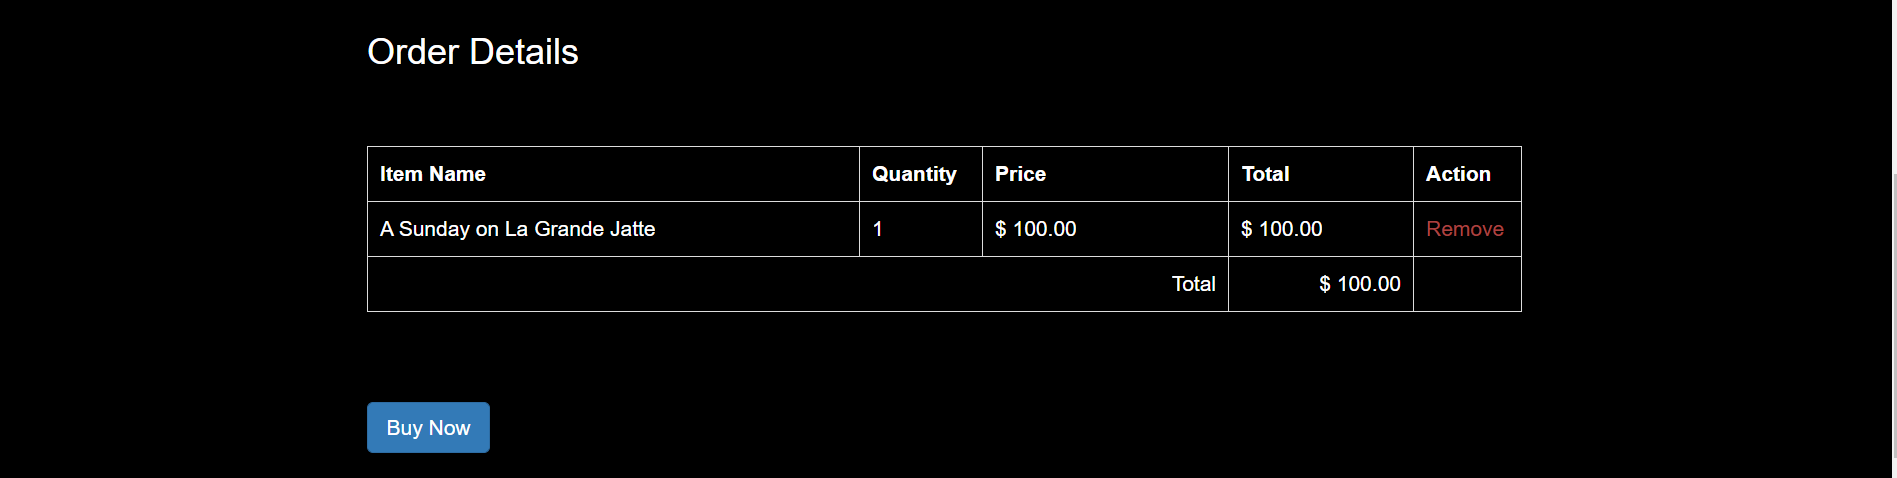 Order Details
Item Name Quantity Price Total Action
A Sunday on La Grande Jatte 1 $ 100.00 $ 100.00 Remove
Total $ 100.00
Buy Now